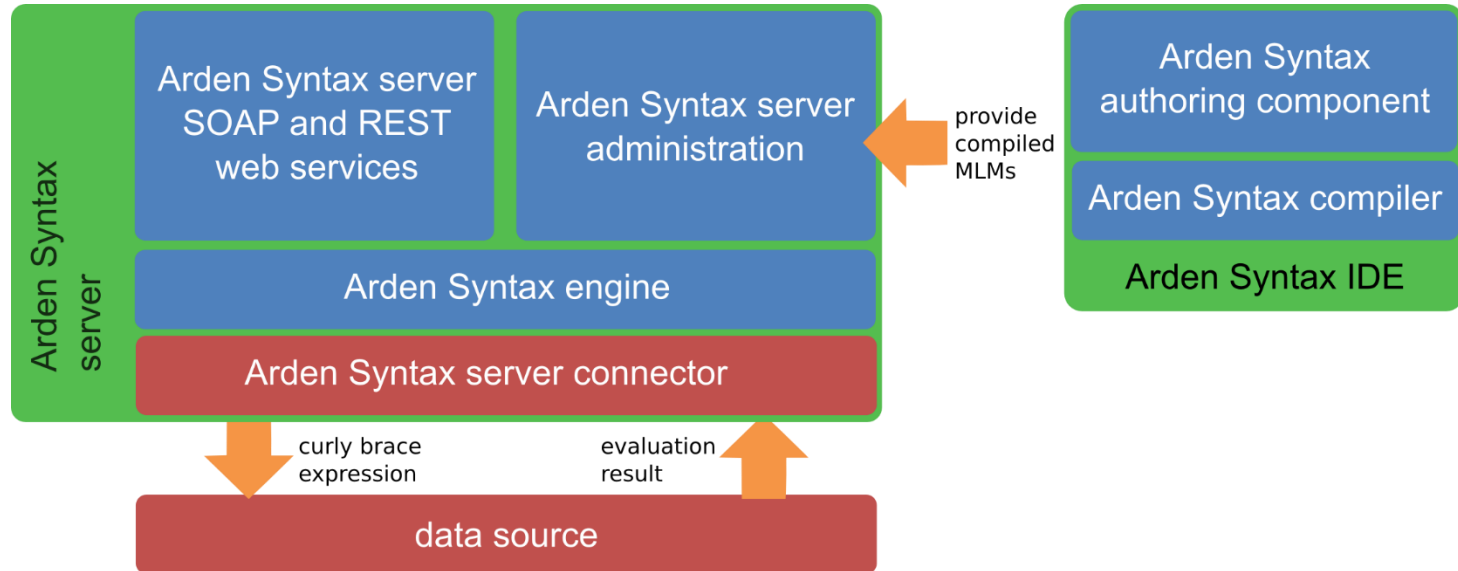 Arden Syntax
server
Arden Syntax server
SOAP and REST
web services
Arden Syntax server
administration
provide
compiled
MLMs
Arden Syntax
authoring component
Arden Syntax compiler
Arden Syntax IDE
Arden Syntax engine
Arden Syntax server connector
curly brace
expression
evaluation
result
data source